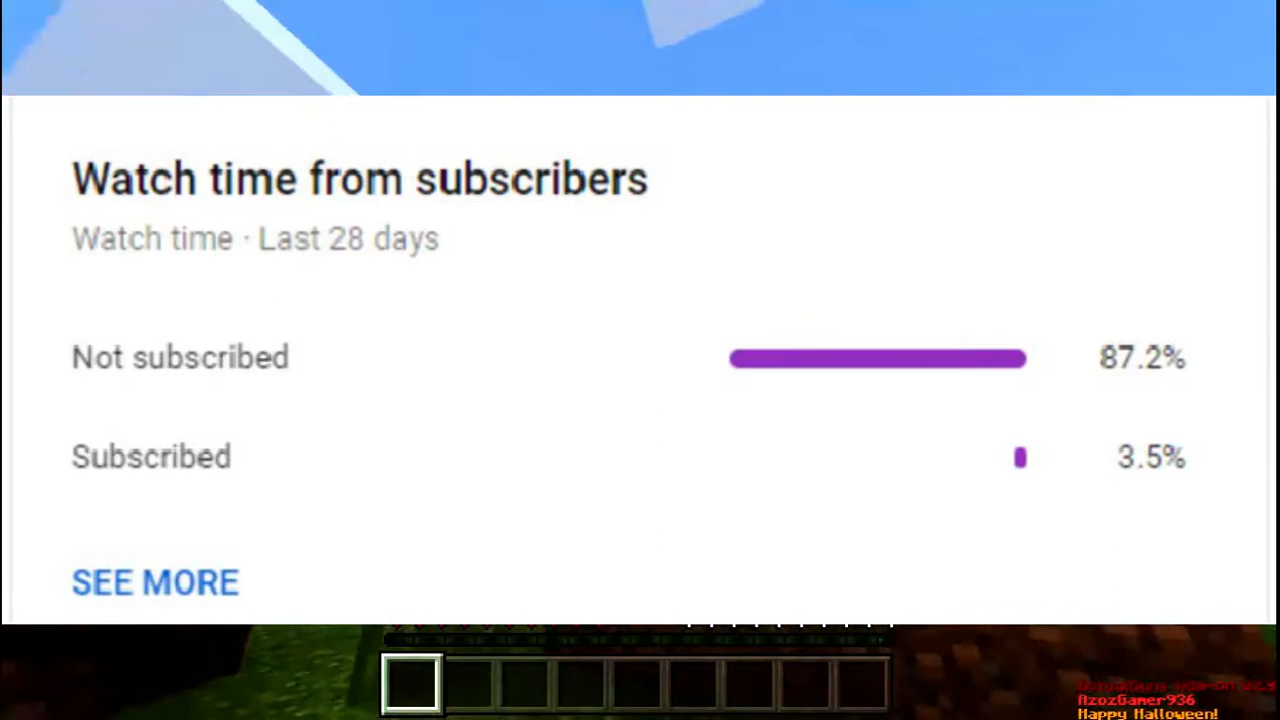 Watch time from subscribers
Watch time · Last 28 days
Not subscribed 87.2%
Subscribed 3.5%
SEE MORE
AzozGamer936
Happy Halloween!